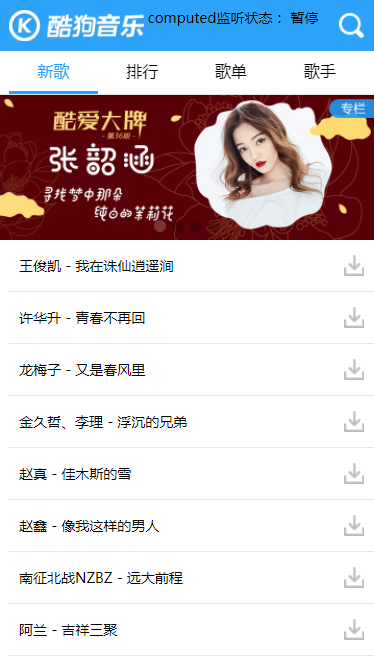 酷狗音乐 computed监听状态： 暂停
新歌 排行 歌单 歌手
专栏
酷爱大牌
第36期
张韶涵
寻找梦中那朵
纯白的茉莉花
王俊凯 - 我在诛仙逍遥涧
许华升 - 青春不再回
龙梅子 - 又是春风里
金久哲、李理 - 浮沉的兄弟
赵真 - 佳木斯的雪
赵鑫 - 像我这样的男人
南征北战NZBZ - 远大前程
阿兰 - 吉祥三聚